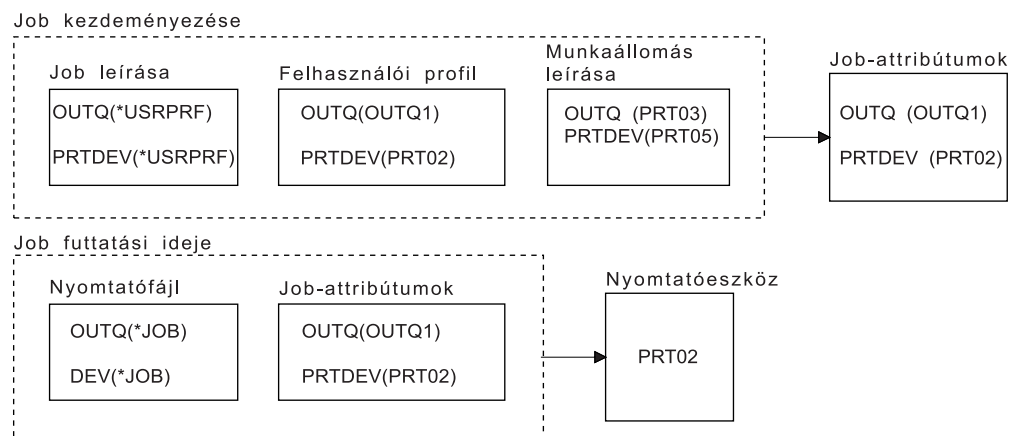 Job kezdeményezése
Job leírása
OUTQ(*USRPRF)
PRTDEV(*USRPRF)
Felhasználói profil
OUTQ(OUTQ1)
PRTDEV(PRT02)
Munkaállomás
leírása
OUTQ (PRT03)
PRTDEV(PRT05)
Job-attribútumok
OUTQ (OUTQ1)
PRTDEV (PRT02)
Job futtatási ideje
Nyomtatófájl
OUTQ(*JOB)
DEV(*JOB)
Job-attribútumok
OUTQ(OUTQ1)
PRTDEV(PRT02)
Nyomtatóeszköz
PRT02